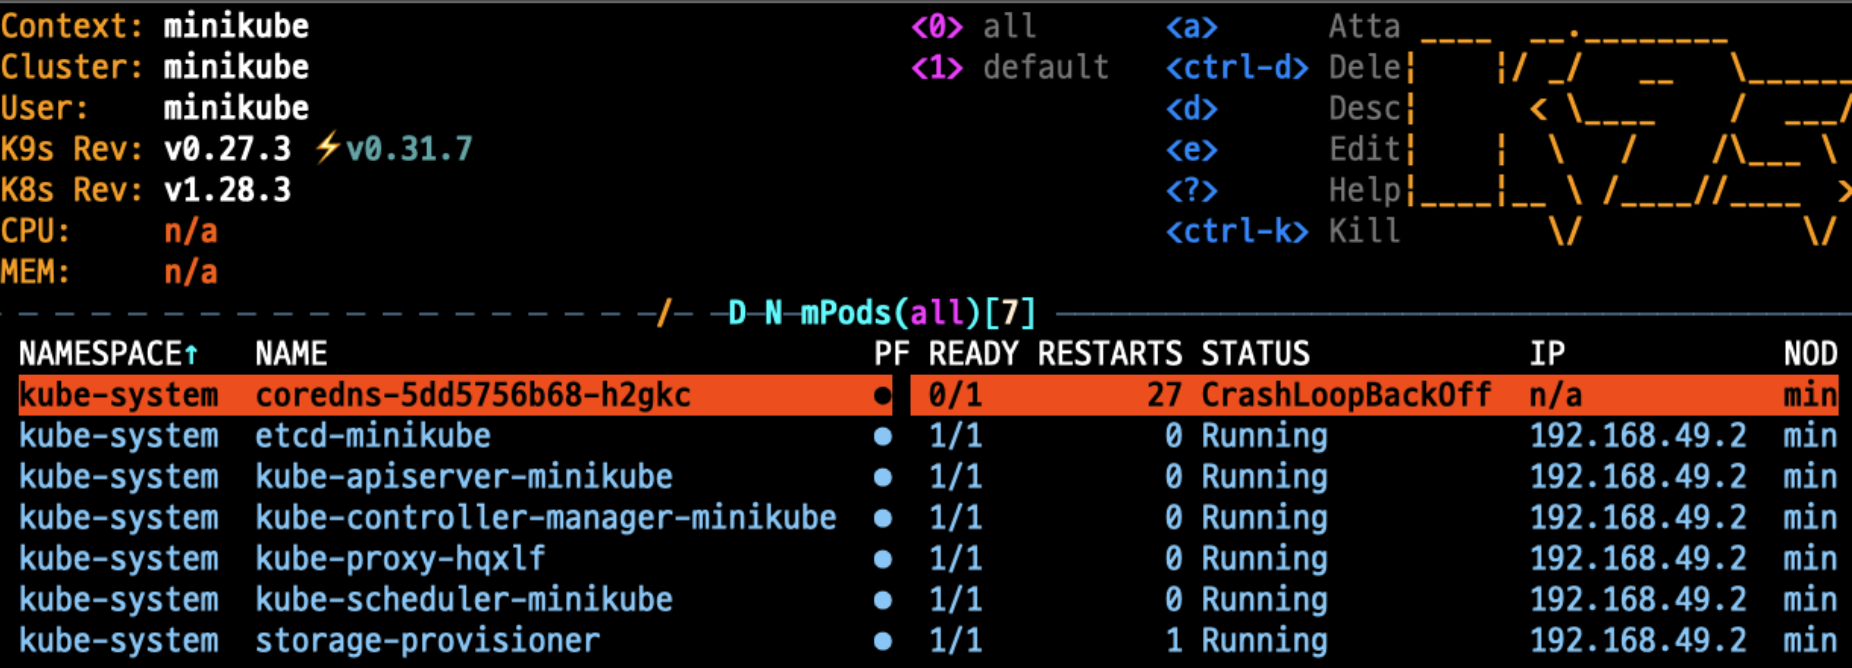 Context: minikube <0> all <a> Atta
Cluster: minikube <1> default <ctrl-d> Dele
User: minikube <d> Desc
K9s Rev: v0.27.3 ⚡v0.31.7 <e> Edit
K8s Rev: v1.28.3 <?> Help
CPU: n/a <ctrl-k> Kill
MEM: n/a
/ D N mPods(all)[7]
NAMESPACE↑ NAME PF READY RESTARTS STATUS IP NOD
kube-system coredns-5dd5756b68-h2gkc ● 0/1 27 CrashLoopBackOff n/a min
kube-system etcd-minikube ● 1/1 0 Running 192.168.49.2 min
kube-system kube-apiserver-minikube ● 1/1 0 Running 192.168.49.2 min
kube-system kube-controller-manager-minikube ● 1/1 0 Running 192.168.49.2 min
kube-system kube-proxy-hqxlf ● 1/1 0 Running 192.168.49.2 min
kube-system kube-scheduler-minikube ● 1/1 0 Running 192.168.49.2 min
kube-system storage-provisioner ● 1/1 1 Running 192.168.49.2 min